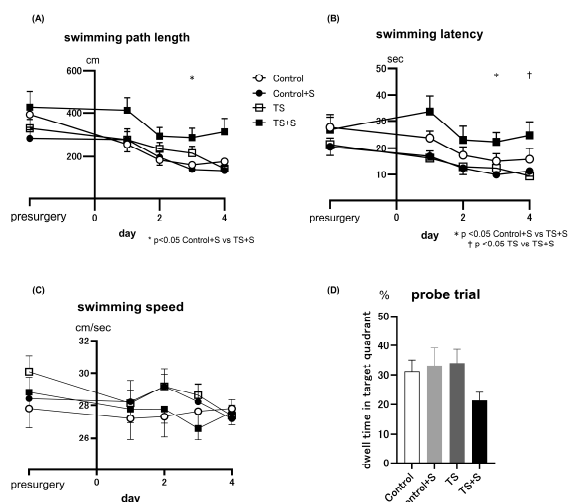 (A)
swimming path length
cm
600
400
200
*
presurgery 0 2 4
day
* p<0.05 Control+S vs TS+S
Control
Control+S
TS
TS+S
(B)
swimming latency
sec
50
40
30
20
10
* †
presurgery 0 2 4
day
* p <0.05 Control+S vs TS+S
† p <0.05 TS vs TS+S
(C)
swimming speed
cm/sec
32
30
28
26
presurgery 0 2 4
day
(D)
probe trial
%
50
40
30
20
10
0
dwell time in target quadrant
Control
Control+S
TS
TS+S